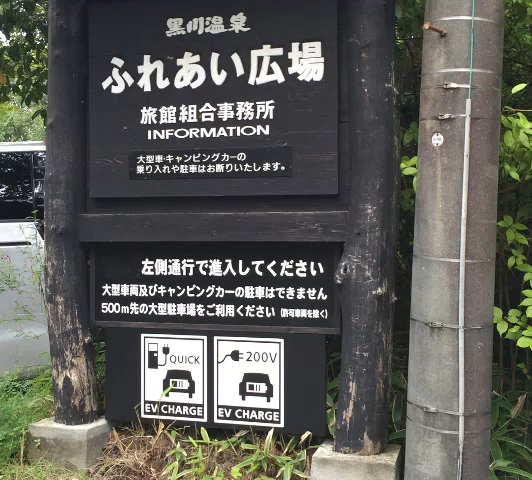 黒川温泉
ふれあい広場
旅館組合事務所
INFORMATION
大型車・キャンピングカーの
乗り入れや駐車はお断りいたします。
左側通行で進入してください
大型車両及びキャンピングカーの駐車はできません
500m先の大型駐車場をご利用ください（許可車両を除く）
QUICK
EV CHARGE
200V
EV CHARGE